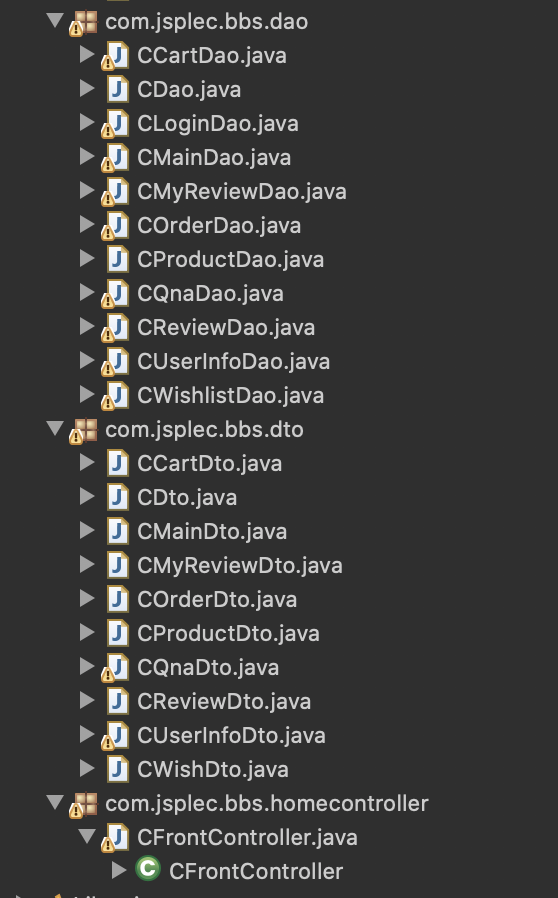 com.jsplec.bbs.dao
CCartDao.java
CDao.java
CLoginDao.java
CMainDao.java
CMyReviewDao.java
COrderDao.java
CProductDao.java
CQnaDao.java
CReviewDao.java
CUserInfoDao.java
CWishlistDao.java
com.jsplec.bbs.dto
CCartDto.java
CDto.java
CMainDto.java
CMyReviewDto.java
COrderDto.java
CProductDto.java
CQnaDto.java
CReviewDto.java
CUserInfoDto.java
CWishDto.java
com.jsplec.bbs.homecontroller
CFrontController.java
CFrontController